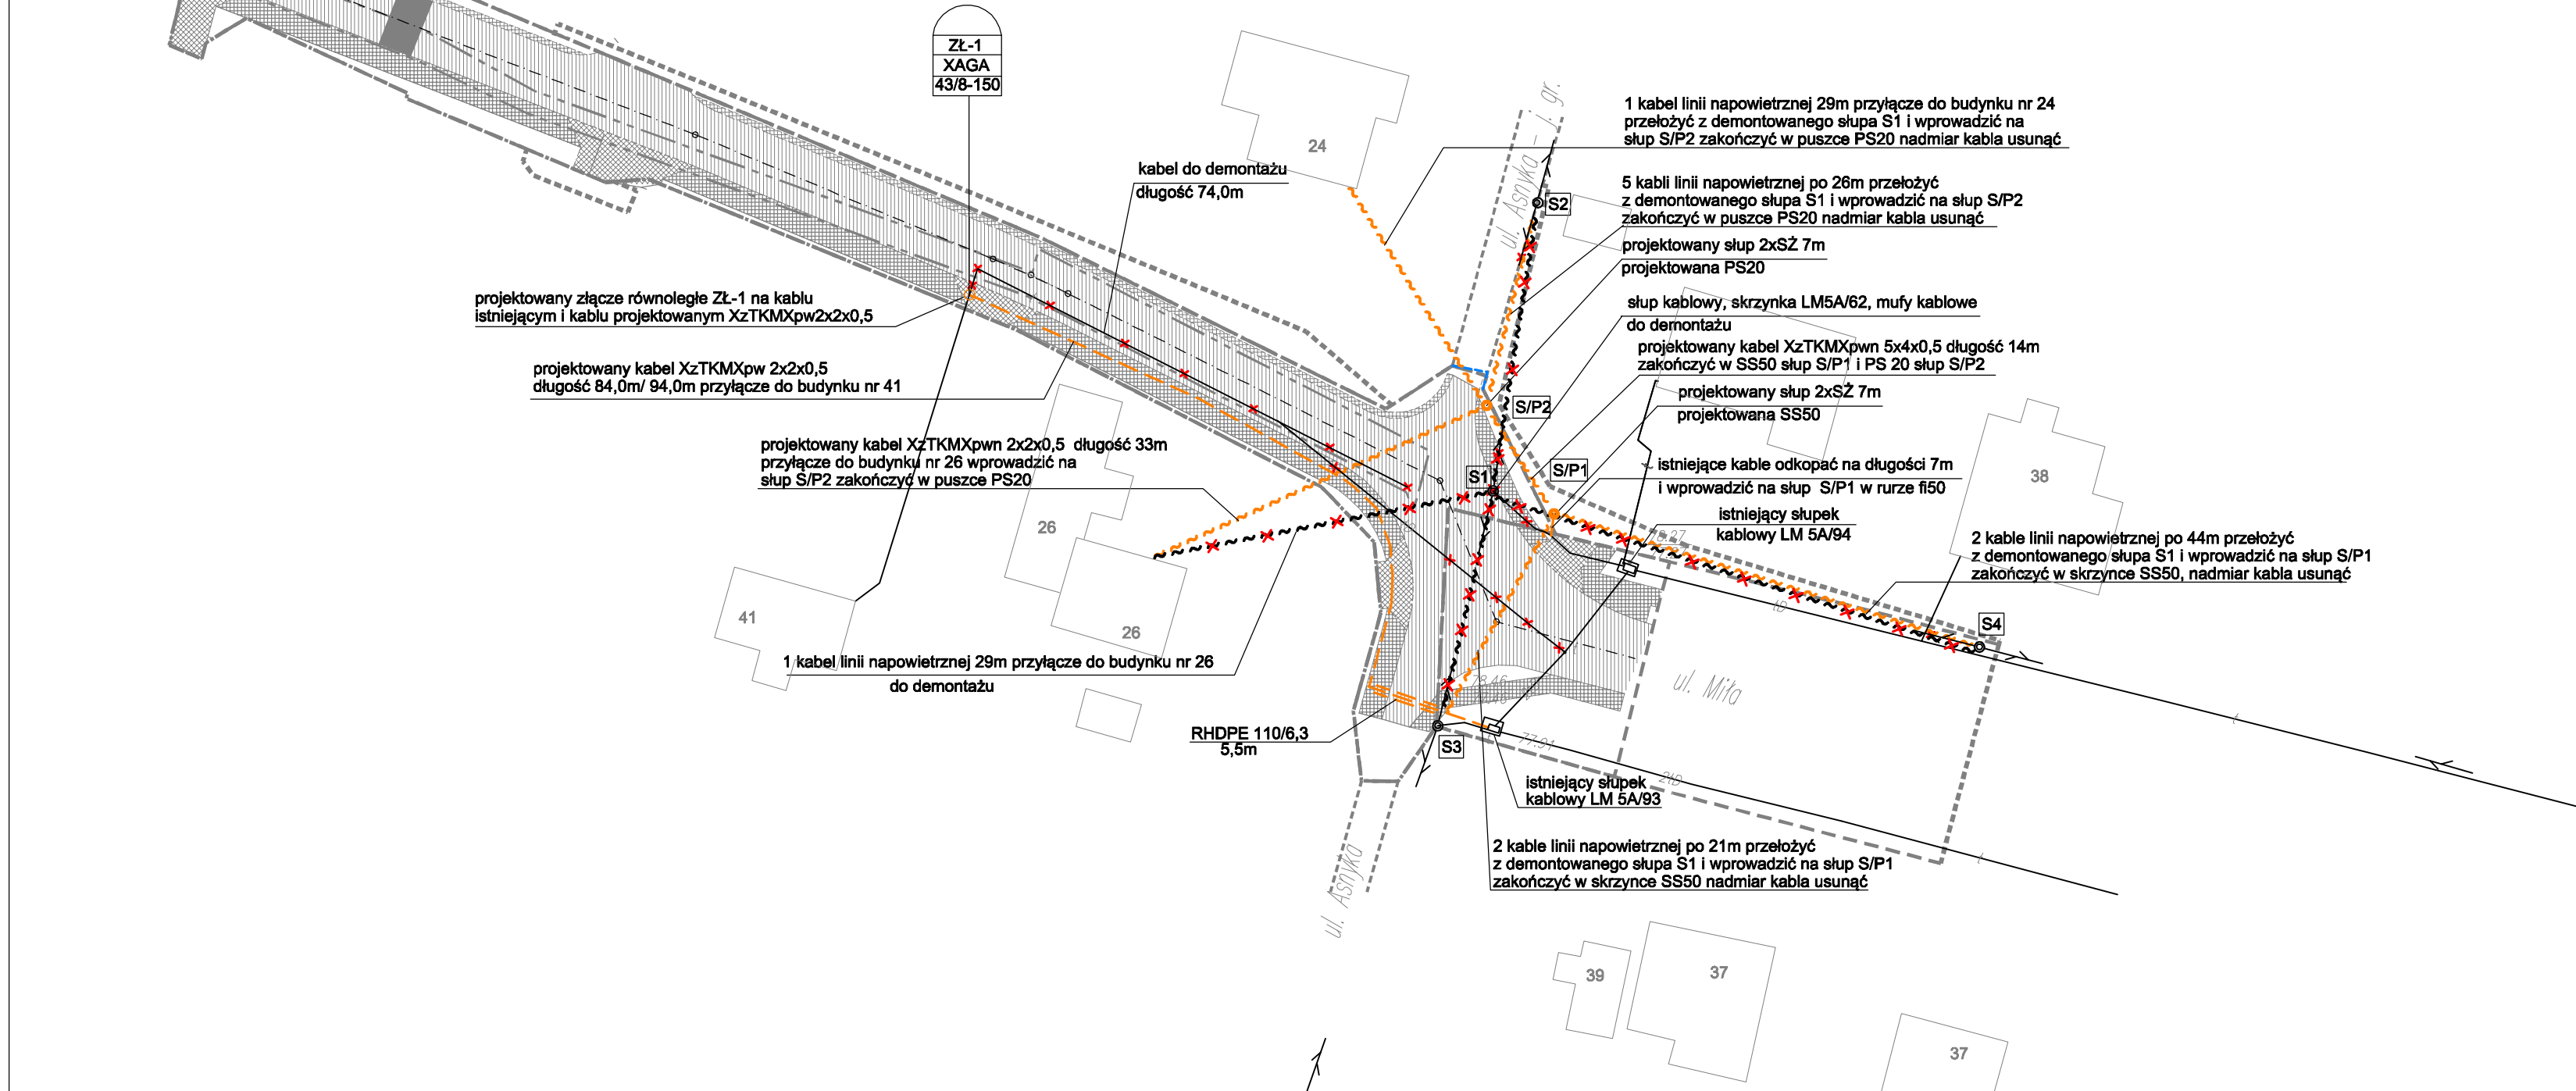 ZŁ-1
XAGA
43/8-150
24
ul. Asnyka - j. gr.
1 kabel linii napowietrznej 29m przyłącze do budynku nr 24
przełożyć z demontowanego słupa S1 i wprowadzić na
słup S/P2 zakończyć w puszce PS20 nadmiar kabla usunąć
kabel do demontażu
długość 74,0m
5 kabli linii napowietrznej po 26m przełożyć
z demontowanego słupa S1 i wprowadzić na słup S/P2
zakończyć w puszce PS20 nadmiar kabla usunąć
S2
projektowany słup 2xSŻ 7m
projektowana PS20
projektowany złącze równoległe ZŁ-1 na kablu
istniejącym i kablu projektowanym XzTKMXpw2x2x0,5
słup kablowy, skrzynka LM5A/62, mufy kablowe
do demontażu
projektowany kabel XzTKMXpwn 5x4x0,5 długość 14m
zakończyć w SS50 słup S/P1 i PS 20 słup S/P2
projektowany kabel XzTKMXpw 2x2x0,5
długość 84,0m/ 94,0m przyłącze do budynku nr 41
projektowany słup 2xSŻ 7m
projektowana SS50
S/P2
projektowany kabel XzTKMXpwn 2x2x0,5  długość 33m
przyłącze do budynku nr 26 wprowadzić na
słup S/P2 zakończyć w puszce PS20
S1
S/P1
istniejące kable odkopać na długości 7m
i wprowadzić na słup  S/P1 w rurze fi50
38
26
istniejący słupek
kablowy LM 5A/94
2 kable linii napowietrznej po 44m przełożyć
z demontowanego słupa S1 i wprowadzić na słup S/P1
zakończyć w skrzynce SS50, nadmiar kabla usunąć
41
26
S4
1 kabel linii napowietrznej 29m przyłącze do budynku nr 26
do demontażu
ul. Miła
78.46
RHDPE 110/6,3
5,5m
S3
77.91
istniejący słupek
kablowy LM 5A/93
2 kable linii napowietrznej po 21m przełożyć
z demontowanego słupa S1 i wprowadzić na słup S/P1
zakończyć w skrzynce SS50 nadmiar kabla usunąć
ul. Asnyka
39
37
37